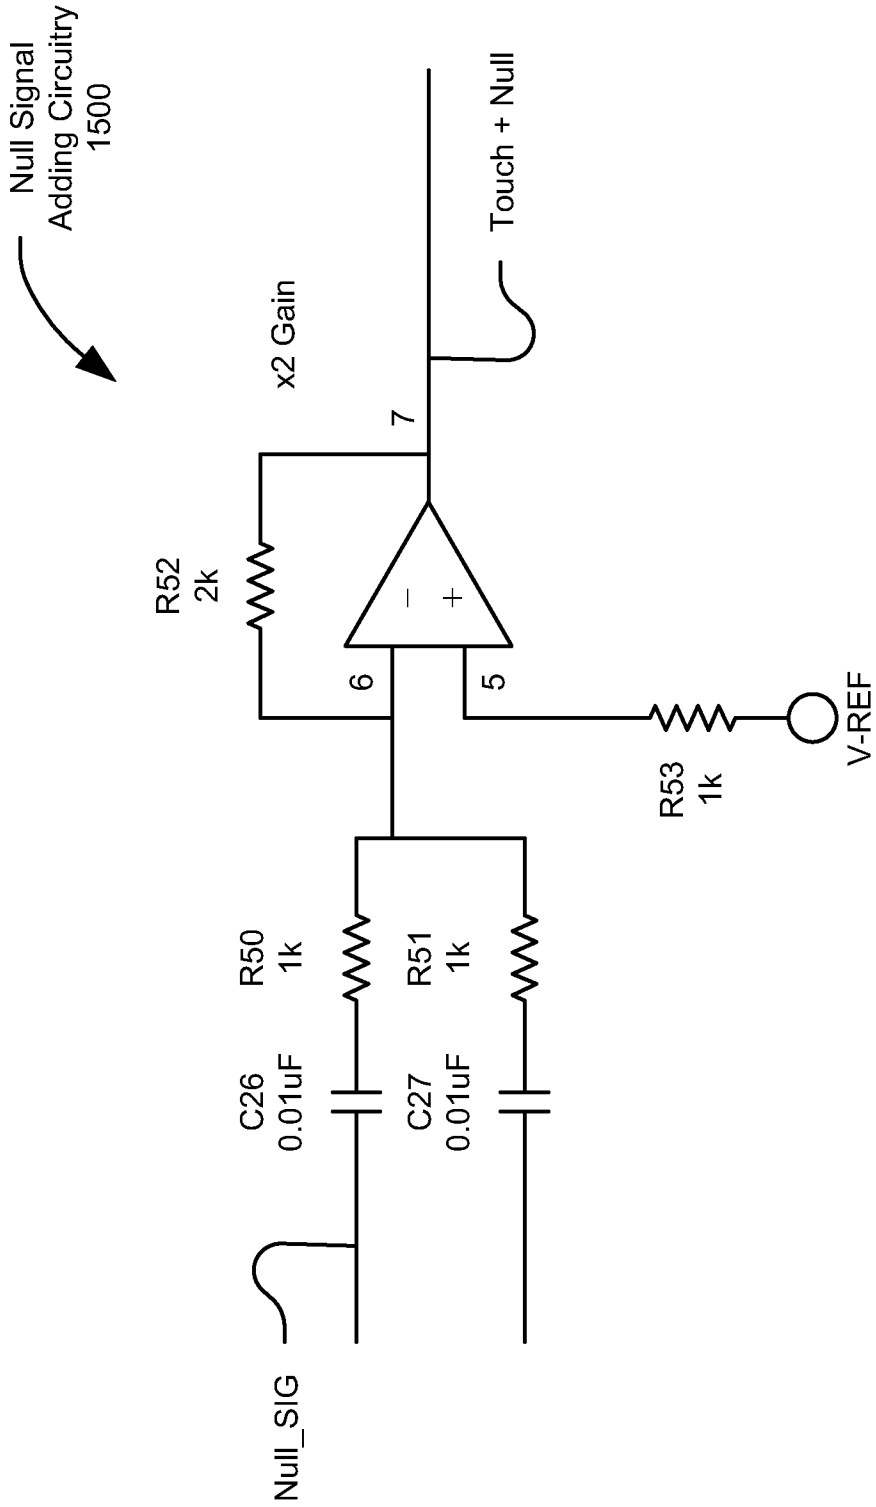 Null Signal
Adding Circuitry
1500
x2 Gain
R52
2k
7
Touch + Null
6
5
−
+
R50
1k
R51
1k
R53
1k
V-REF
C26
0.01uF
C27
0.01uF
Null_SIG